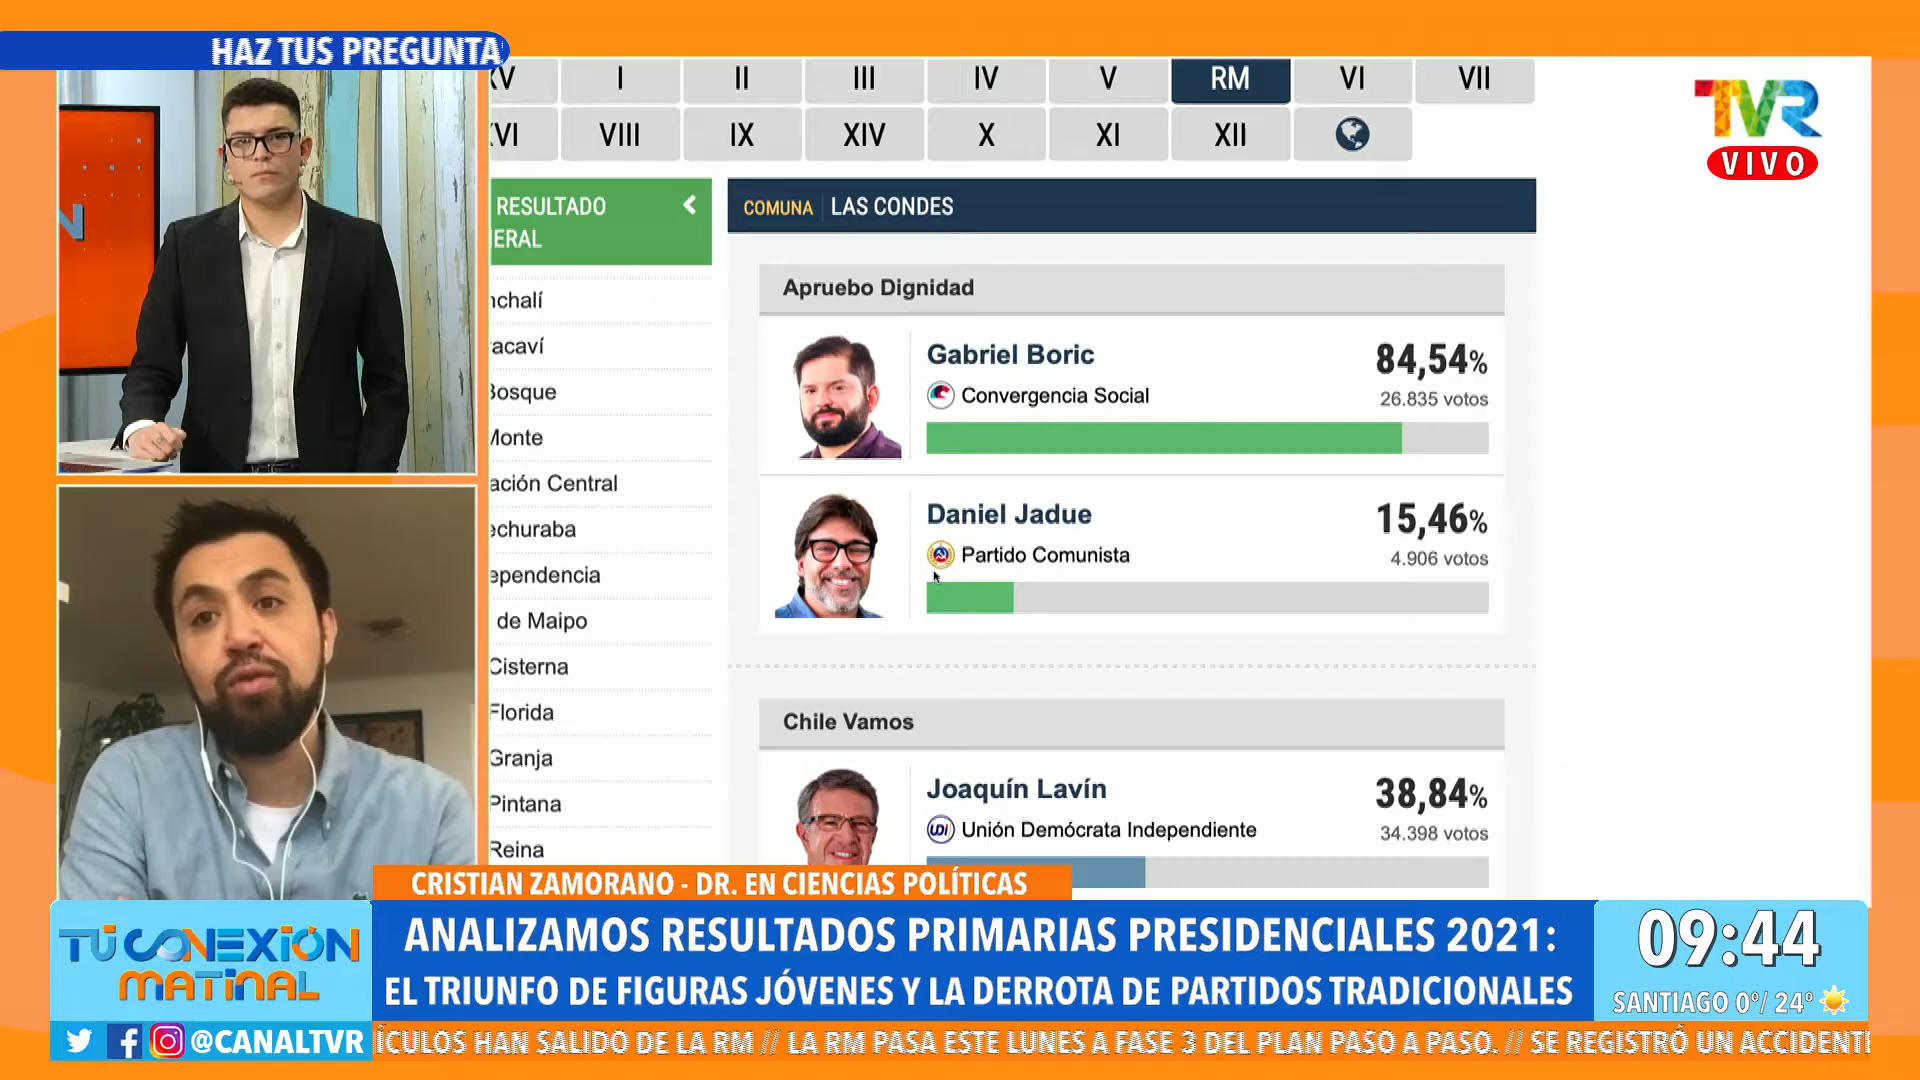 HAZ TUS PREGUNTA
XV I II III IV V RM VI VII
XVI VIII IX XIV X XI XII
TVR
VIVO
N
RESULTADO
ERAL
COMUNA LAS CONDES
nchalí
racaví
Bosque
Monte
ación Central
echuraba
ependencia
de Maipo
Cisterna
Florida
Granja
Pintana
Reina
Apruebo Dignidad
Gabriel Boric 84,54%
Convergencia Social 26.835 votos
Daniel Jadue 15,46%
Partido Comunista 4.906 votos
Chile Vamos
Joaquín Lavín 38,84%
UDI Unión Demócrata Independiente 34.398 votos
CRISTIAN ZAMORANO - DR. EN CIENCIAS POLÍTICAS
TÚ CONEXIÓN
MATINAL
ANALIZAMOS RESULTADOS PRIMARIAS PRESIDENCIALES 2021:
EL TRIUNFO DE FIGURAS JÓVENES Y LA DERROTA DE PARTIDOS TRADICIONALES
09:44
SANTIAGO 0º/ 24º
@CANALTVR
ÍCULOS HAN SALIDO DE LA RM // LA RM PASA ESTE LUNES A FASE 3 DEL PLAN PASO A PASO. // SE REGISTRÓ UN ACCIDENTE